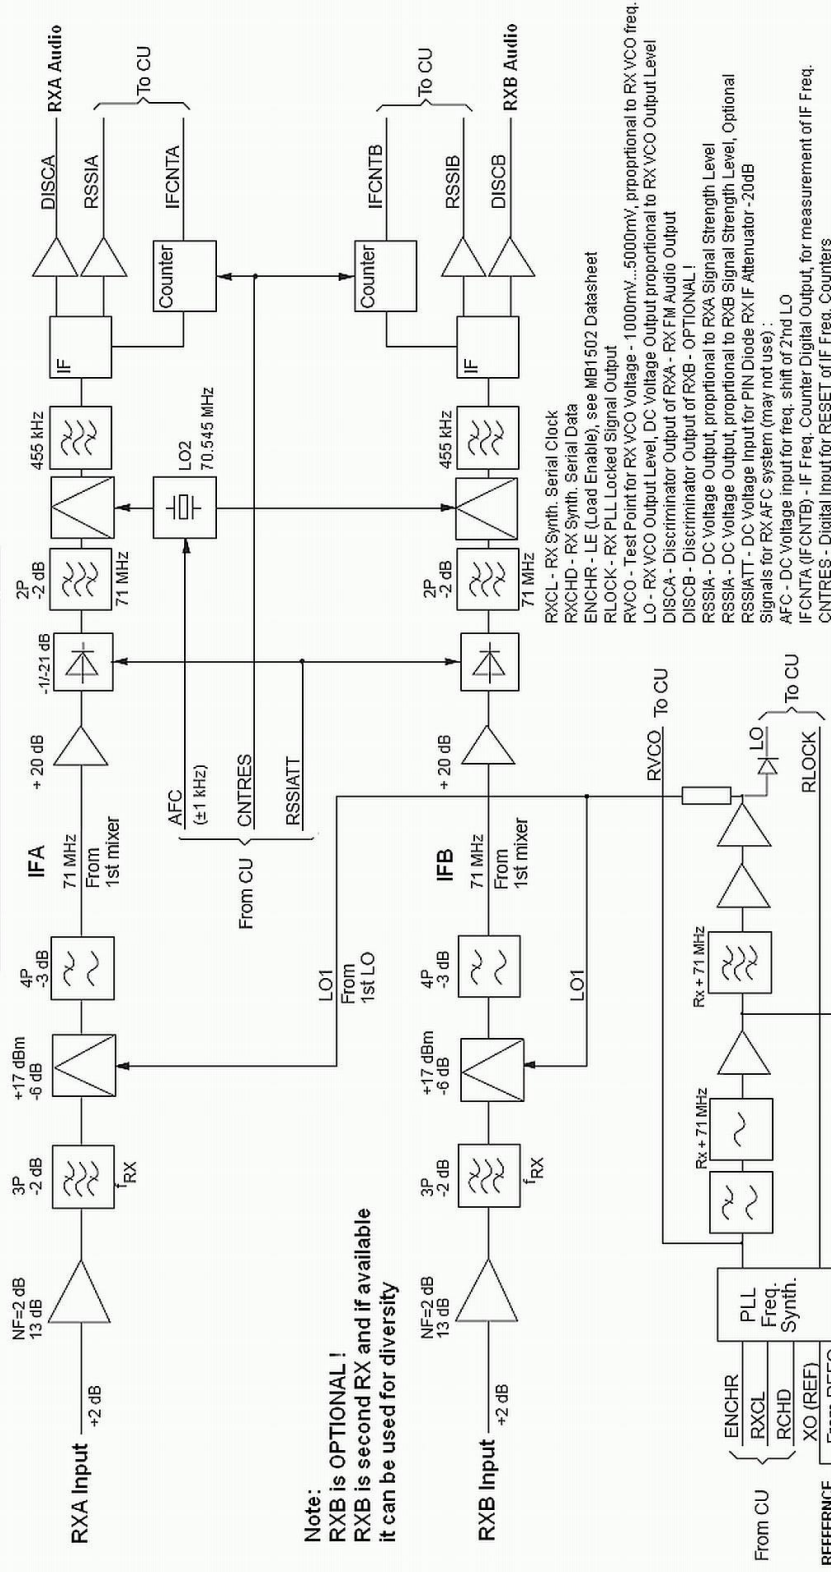 RXA Input
+2 dB
NF=2 dB
13 dB
3P
-2 dB
fRX
+17 dBm
-6 dB
4P
-3 dB
IFA
71 MHz
From
1st mixer
+ 20 dB
-1/-21 dB
2P
-2 dB
71 MHz
455 kHz
IF
DISCA
RXA Audio
RSSIA
To CU
IFCNTA
Counter
LO2
70.545 MHz
AFC
(±1 kHz)
CNTRES
RSSIATT
From CU
LO1
From
1st LO
Note:
RXB is OPTIONAL !
RXB is second RX and if available
it can be used for diversity
RXB Input
+2 dB
NF=2 dB
13 dB
3P
-2 dB
fRX
+17 dBm
-6 dB
4P
-3 dB
LO1
IFB
71 MHz
From
1st mixer
+ 20 dB
2P
-2 dB
71 MHz
455 kHz
IF
Counter
IFCNTB
To CU
RSSIB
DISCB
RXB Audio
RXCL - RX Synth. Serial Clock
RXCHD - RX Synth. Serial Data
ENCHR - LE (Load Enable), see MB1502 Datasheet
RLOCK - RX PLL Locked Signal Output
RVCO - Test Point for RX VCO Voltage - 1000mV...5000mV, prpoprtional to RX VCO freq.
LO - RX VCO Output Level, DC Voltage Output proportional to RX VCO Output Level
DISCA - Discriminator Output of RXA - RX FM Audio Output
DISCB - Discriminator Output of RXB - OPTIONAL !
RSSIA - DC Voltage Output, proprtional to RXA Signal Strength Level
RSSIA - DC Voltage Output, proprtional to RXB Signal Strength Level, Optional
RSSIATT - DC Voltage Input for PIN Diode RX IF Attenuator -20dB
Signals for RX AFC system (may not use) :
AFC - DC Voltage input for freq. shift of 2'nd LO
IFCNTA (IFCNTB) - IF Freq. Counter Digital Output, for measurement of IF Freq.
CNTRES - Digital Input for RESET of IF Freq. Counters
From CU
ENCHR
RXCL
RCHD
XO (REF)
PLL
Freq.
Synth.
Rx + 71 MHz
Rx + 71 MHz
RVCO
To CU
LO
RLOCK
To CU